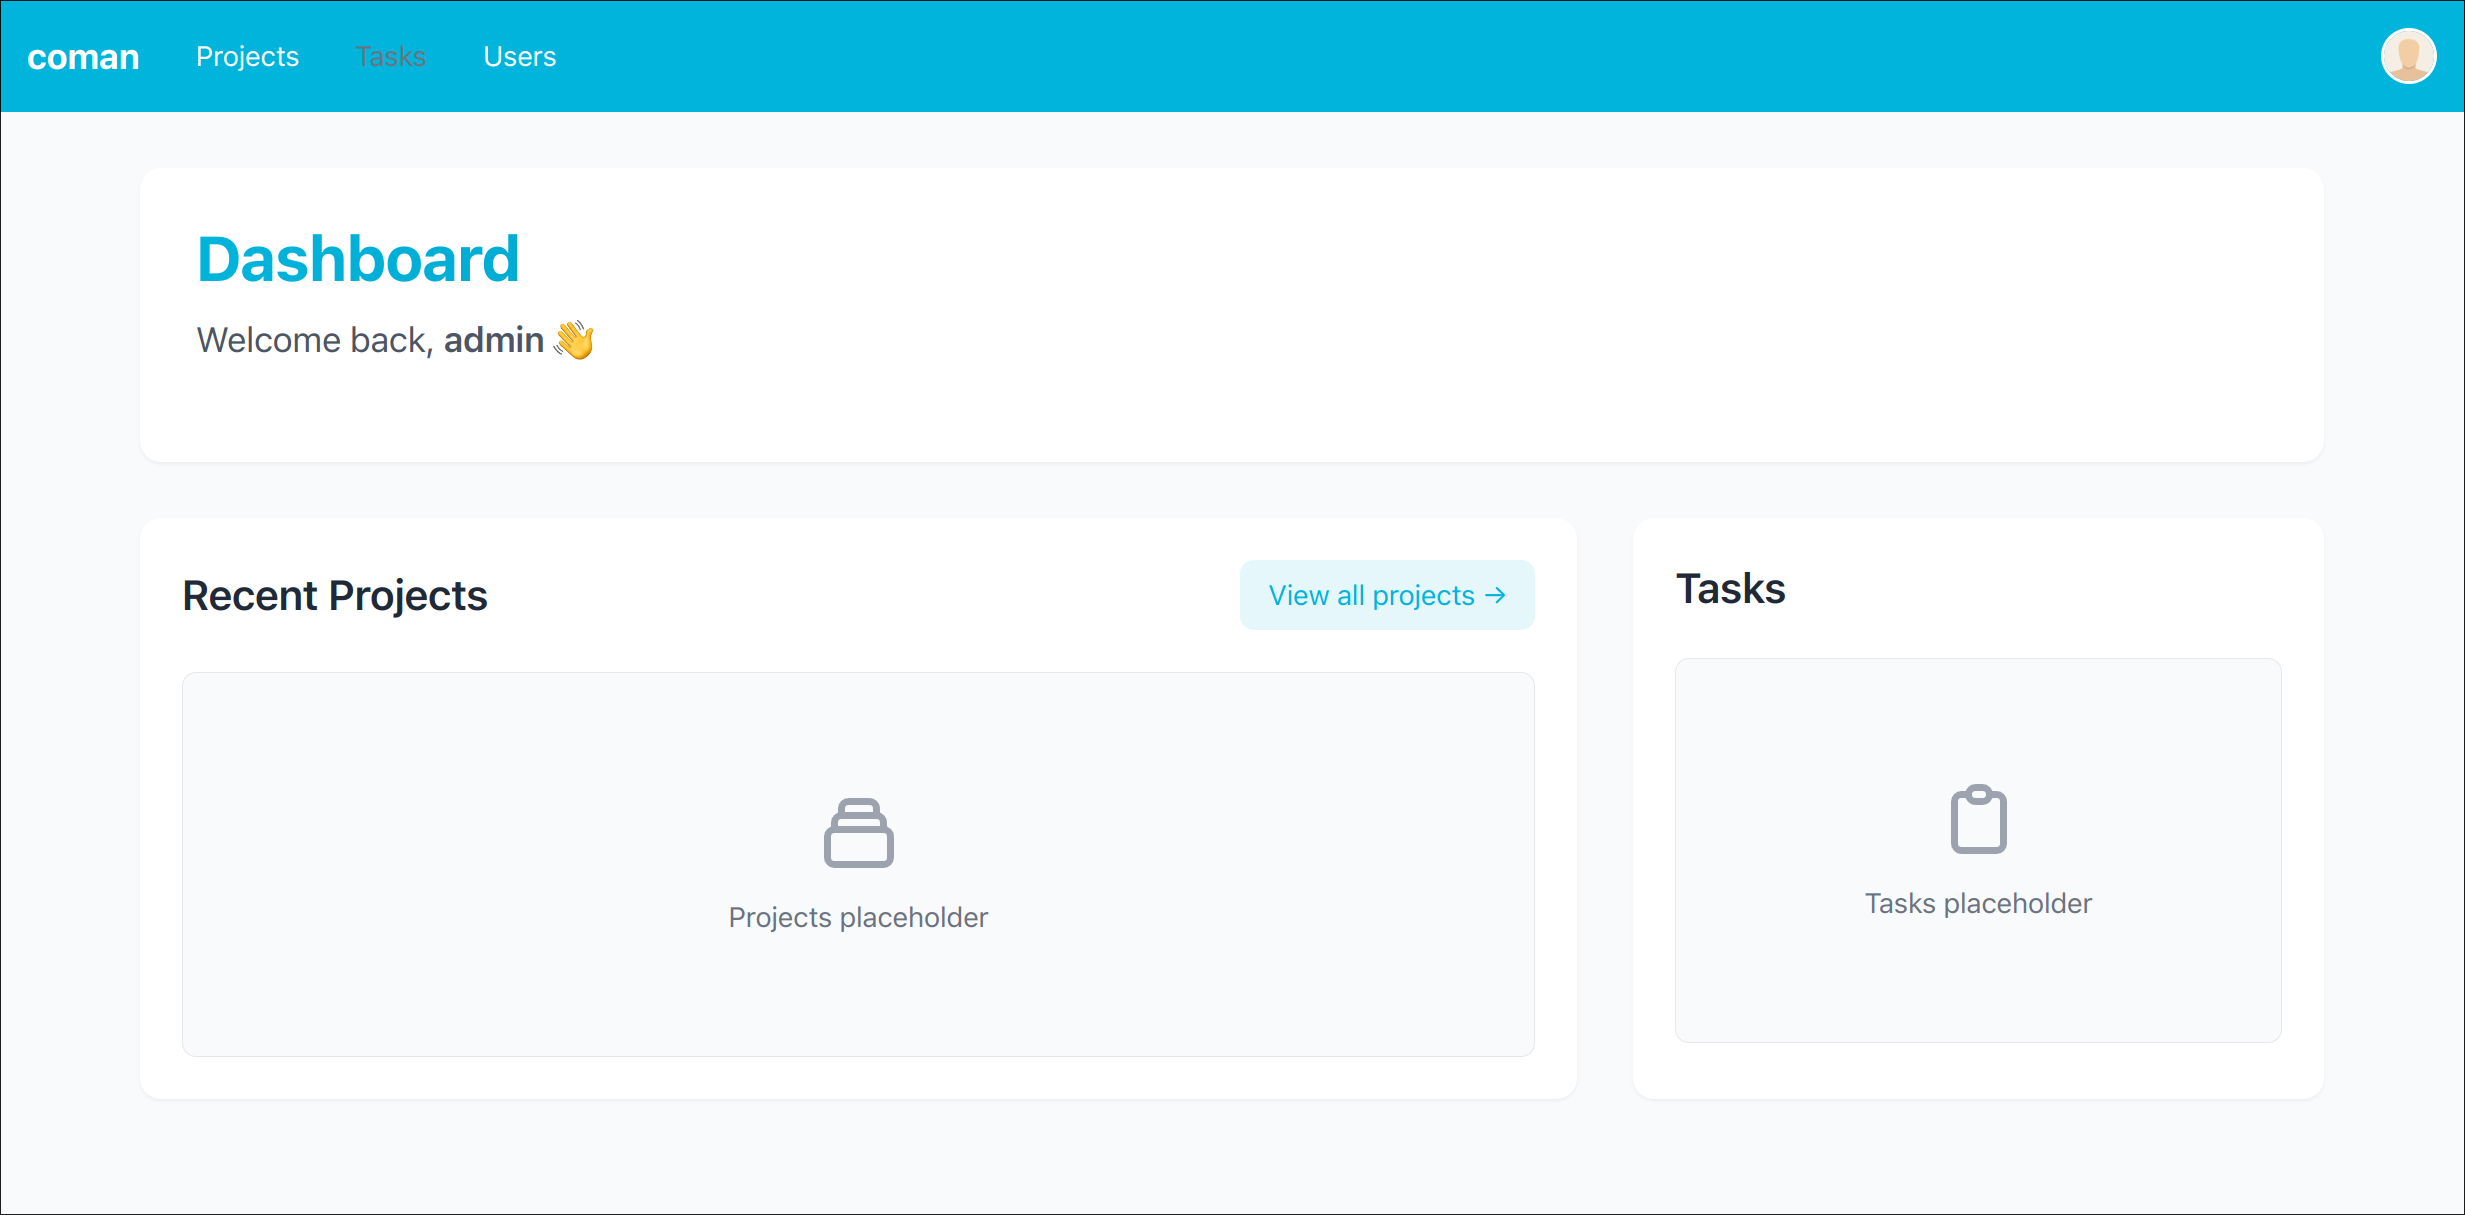 coman
Projects
Tasks
Users
Dashboard
Welcome back, admin 👋
Recent Projects
View all projects →
Projects placeholder
Tasks
Tasks placeholder